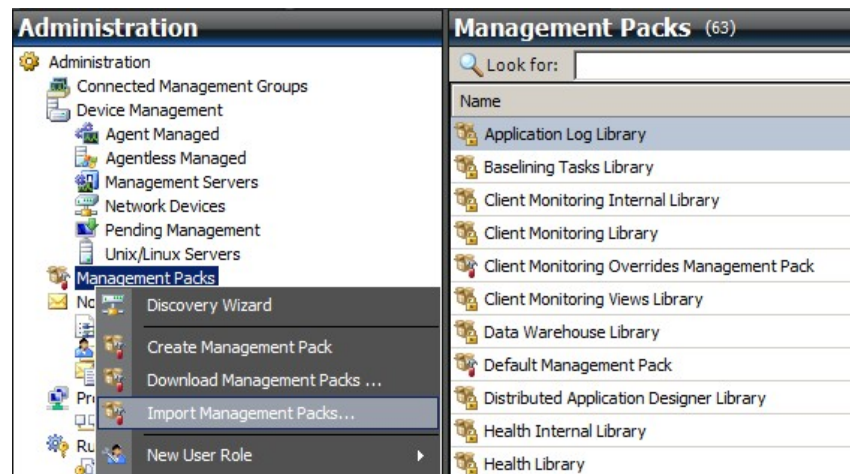 Administration
Administration
Connected Management Groups
Device Management
Agent Managed
Agentless Managed
Management Servers
Network Devices
Pending Management
Unix/Linux Servers
Management Packs
No
Discovery Wizard
Create Management Pack
Download Management Packs ...
Pr
Import Management Packs...
Ru
New User Role
Management Packs (63)
Look for:
Name
Application Log Library
Baselining Tasks Library
Client Monitoring Internal Library
Client Monitoring Library
Client Monitoring Overrides Management Pack
Client Monitoring Views Library
Data Warehouse Library
Default Management Pack
Distributed Application Designer Library
Health Internal Library
Health Library